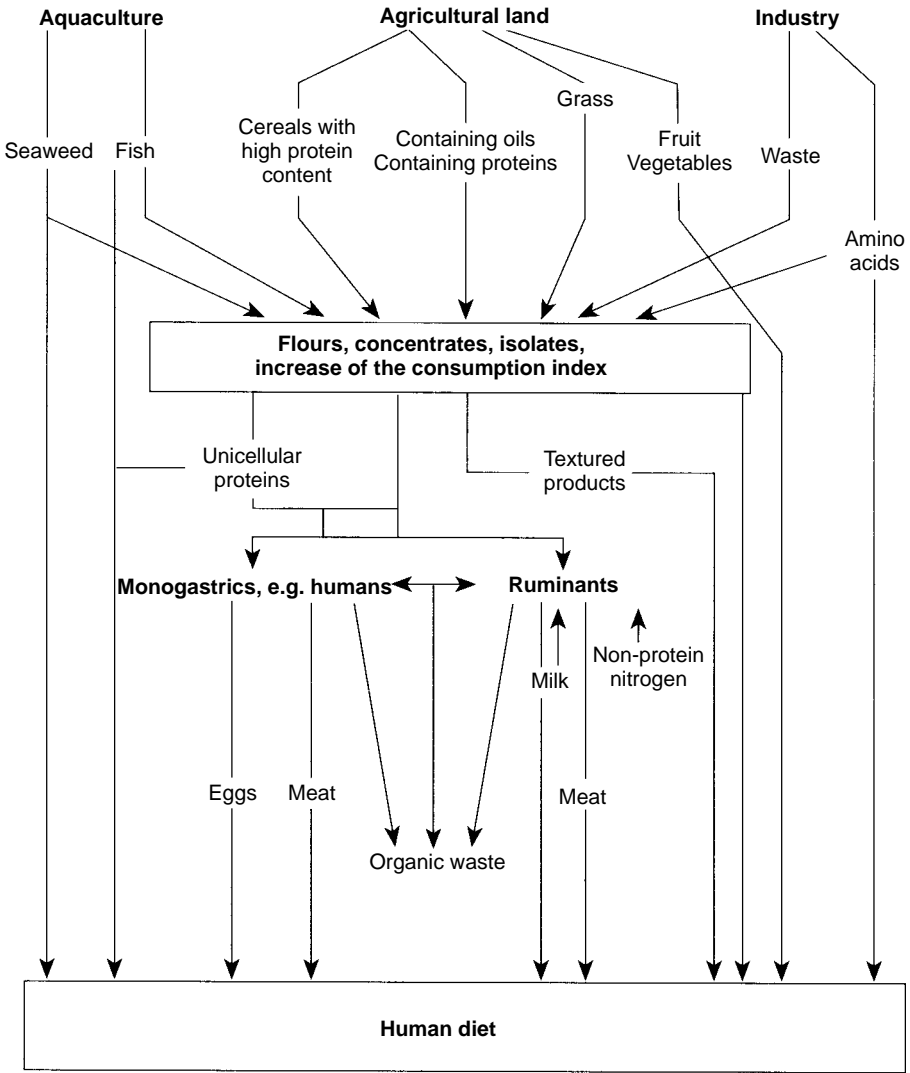 Aquaculture
Agricultural land
Industry
Grass
Cereals with
high protein
content
Containing oils
Containing proteins
Fruit
Vegetables
Seaweed
Fish
Waste
Amino
acids
Flours, concentrates, isolates,
increase of the consumption index
Unicellular
proteins
Textured
products
Monogastrics, e.g. humans
Ruminants
Non-protein
nitrogen
Milk
Eggs
Meat
Meat
Organic waste
Human diet